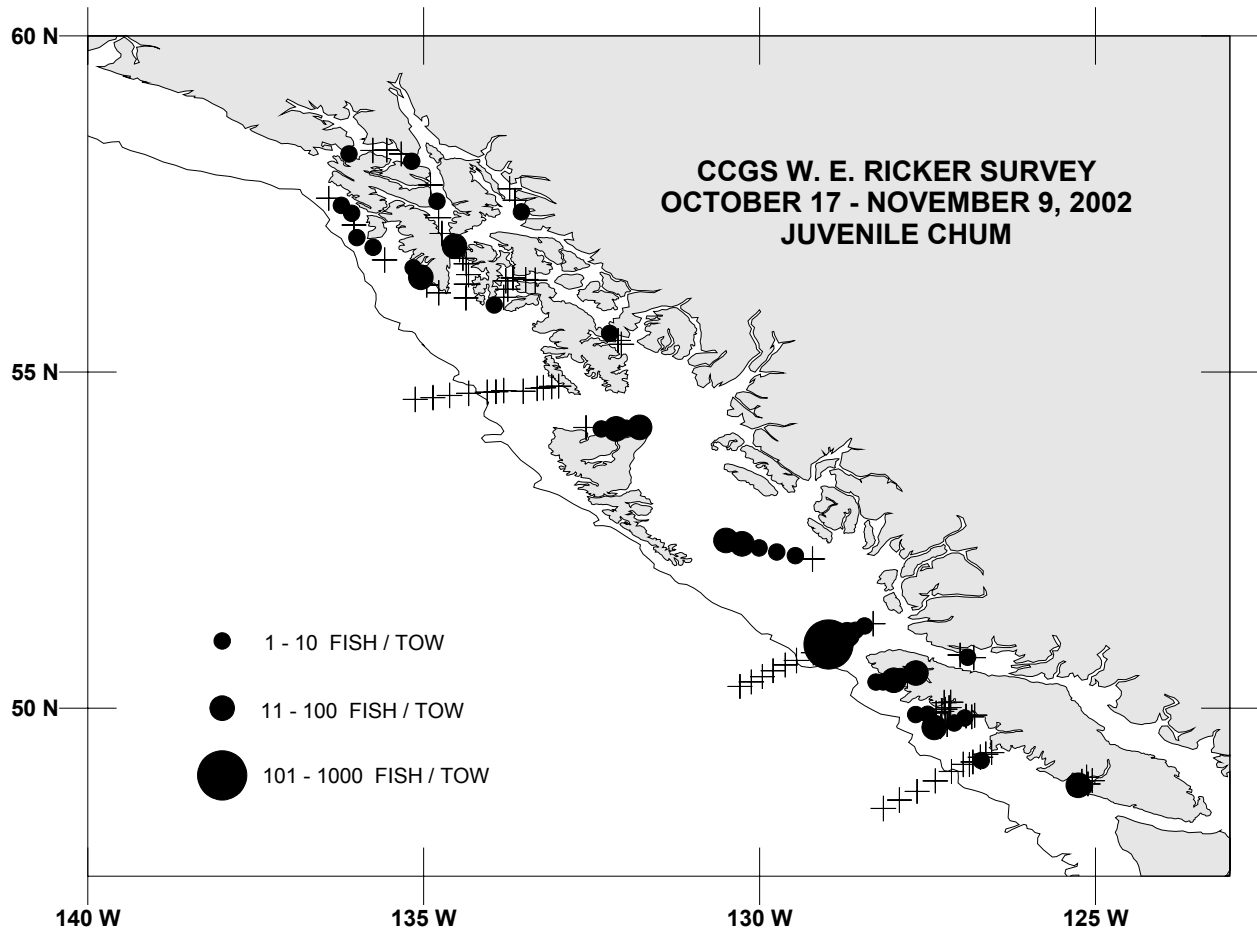 60 N
CCGS W. E. RICKER SURVEY
OCTOBER 17 - NOVEMBER 9, 2002
JUVENILE CHUM
55 N
1 - 10 FISH / TOW
50 N
11 - 100 FISH / TOW
101 - 1000 FISH / TOW
140 W
135 W
130 W
125 W